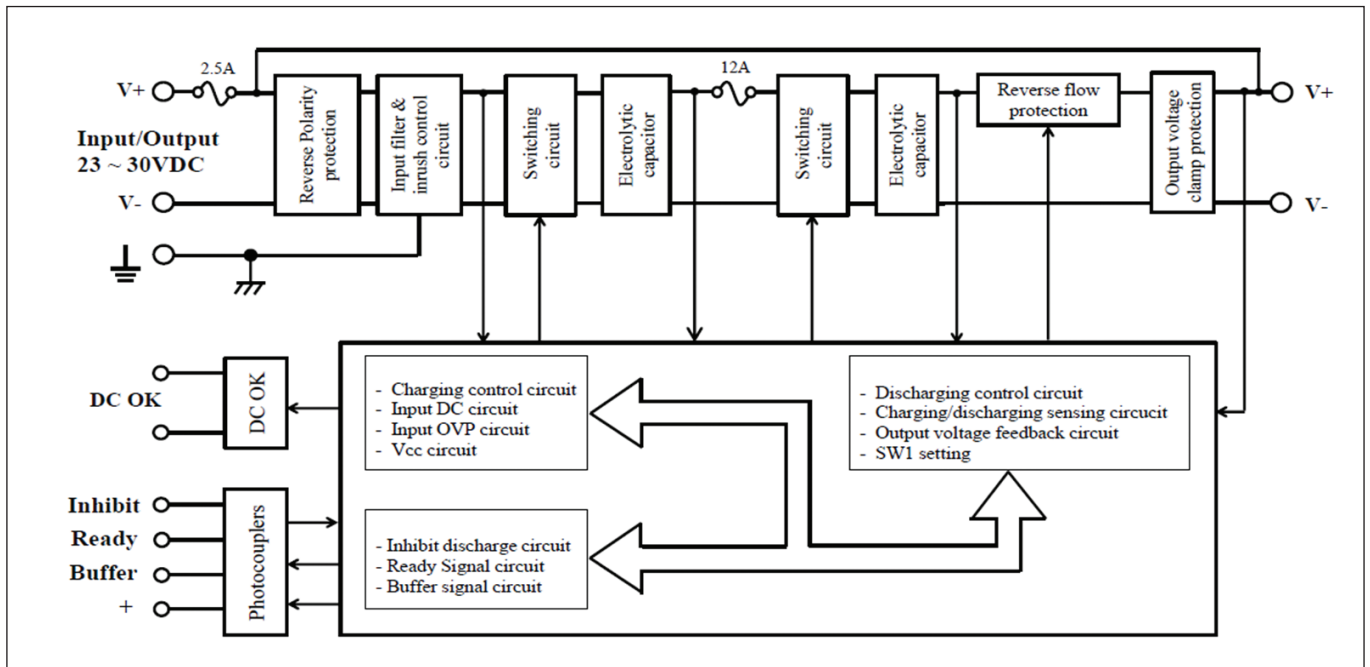 2.5A
12A
V+
Input/Output
23 ~ 30VDC
V-
Reverse Polarity
protection
Input filter &
inrush control
circuit
Switching
circuit
Electrolytic
capacitor
Switching
circuit
Electrolytic
capacitor
Reverse flow
protection
Output voltage
clamp protection
V+
V-
DC OK
DC OK
Inhibit
Ready
Buffer
+
Photocouplers
- Charging control circuit
- Input DC circuit
- Input OVP circuit
- Vcc circuit
- Inhibit discharge circuit
- Ready Signal circuit
- Buffer signal circuit
- Discharging control circuit
- Charging/discharging sensing circucit
- Output voltage feedback circuit
- SW1 setting